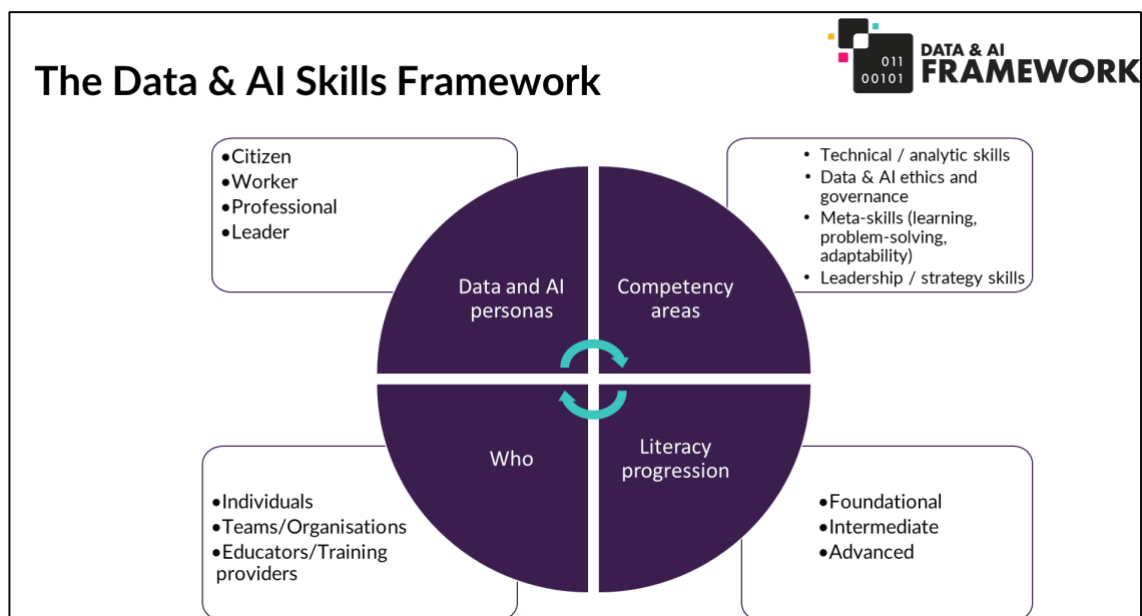 The Data & AI Skills Framework
011
00101
DATA & AI
FRAMEWORK
•Citizen
•Worker
•Professional
•Leader
• Technical / analytic skills
• Data & AI ethics and
governance
• Meta-skills (learning,
problem-solving,
adaptability)
• Leadership / strategy skills
Data and AI
personas
Competency
areas
Who
Literacy
progression
•Individuals
•Teams/Organisations
•Educators/Training
providers
•Foundational
•Intermediate
•Advanced